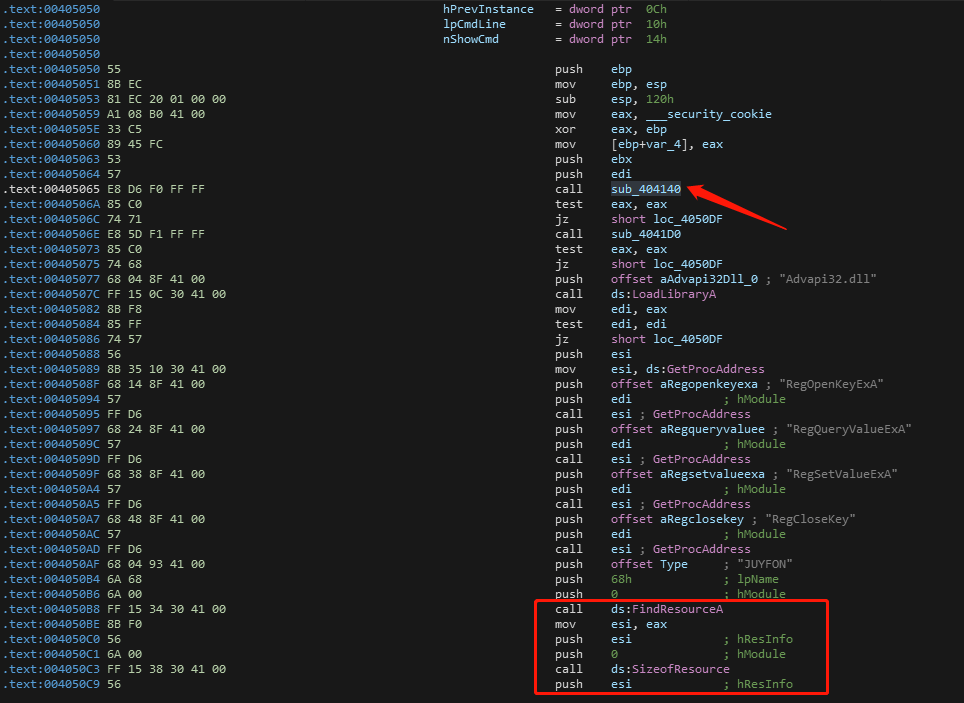 .text:00405050 hPrevInstance = dword ptr 0Ch
.text:00405050 lpCmdLine = dword ptr 10h
.text:00405050 nShowCmd = dword ptr 14h
.text:00405050
.text:00405050 55 push ebp
.text:00405051 8B EC mov ebp, esp
.text:00405053 81 EC 20 01 00 00 sub esp, 120h
.text:00405059 A1 08 B0 41 00 mov eax, ___security_cookie
.text:0040505E 33 C5 xor eax, ebp
.text:00405060 89 45 FC mov [ebp+var_4], eax
.text:00405063 53 push ebx
.text:00405064 57 push edi
.text:00405065 E8 D6 F0 FF FF call sub_404140
.text:0040506A 85 C0 test eax, eax
.text:0040506C 74 71 jz short loc_4050DF
.text:0040506E E8 5D F1 FF FF call sub_4041D0
.text:00405073 85 C0 test eax, eax
.text:00405075 74 68 jz short loc_4050DF
.text:00405077 68 04 8F 41 00 push offset aAdvapi32Dll_0 ; "Advapi32.dll"
.text:0040507C FF 15 0C 30 41 00 call ds:LoadLibraryA
.text:00405082 8B F8 mov edi, eax
.text:00405084 85 FF test edi, edi
.text:00405086 74 57 jz short loc_4050DF
.text:00405088 56 push esi
.text:00405089 8B 35 10 30 41 00 mov esi, ds:GetProcAddress
.text:0040508F 68 14 8F 41 00 push offset aRegopenkeyexa ; "RegOpenKeyExA"
.text:00405094 57 push edi ; hModule
.text:00405095 FF D6 call esi ; GetProcAddress
.text:00405097 68 24 8F 41 00 push offset aRegqueryvaluee ; "RegQueryValueExA"
.text:0040509C 57 push edi ; hModule
.text:0040509D FF D6 call esi ; GetProcAddress
.text:0040509F 68 38 8F 41 00 push offset aRegsetvalueexa ; "RegSetValueExA"
.text:004050A4 57 push edi ; hModule
.text:004050A5 FF D6 call esi ; GetProcAddress
.text:004050A7 68 48 8F 41 00 push offset aRegclosekey ; "RegCloseKey"
.text:004050AC 57 push edi ; hModule
.text:004050AD FF D6 call esi ; GetProcAddress
.text:004050AF 68 04 93 41 00 push offset Type ; "JUYFON"
.text:004050B4 6A 68 push 68h ; lpName
.text:004050B6 6A 00 push 0 ; hModule
.text:004050B8 FF 15 34 30 41 00 call ds:FindResourceA
.text:004050BE 8B F0 mov esi, eax
.text:004050C0 56 push esi ; hResInfo
.text:004050C1 6A 00 push 0 ; hModule
.text:004050C3 FF 15 38 30 41 00 call ds:SizeofResource
.text:004050C9 56 push esi ; hResInfo